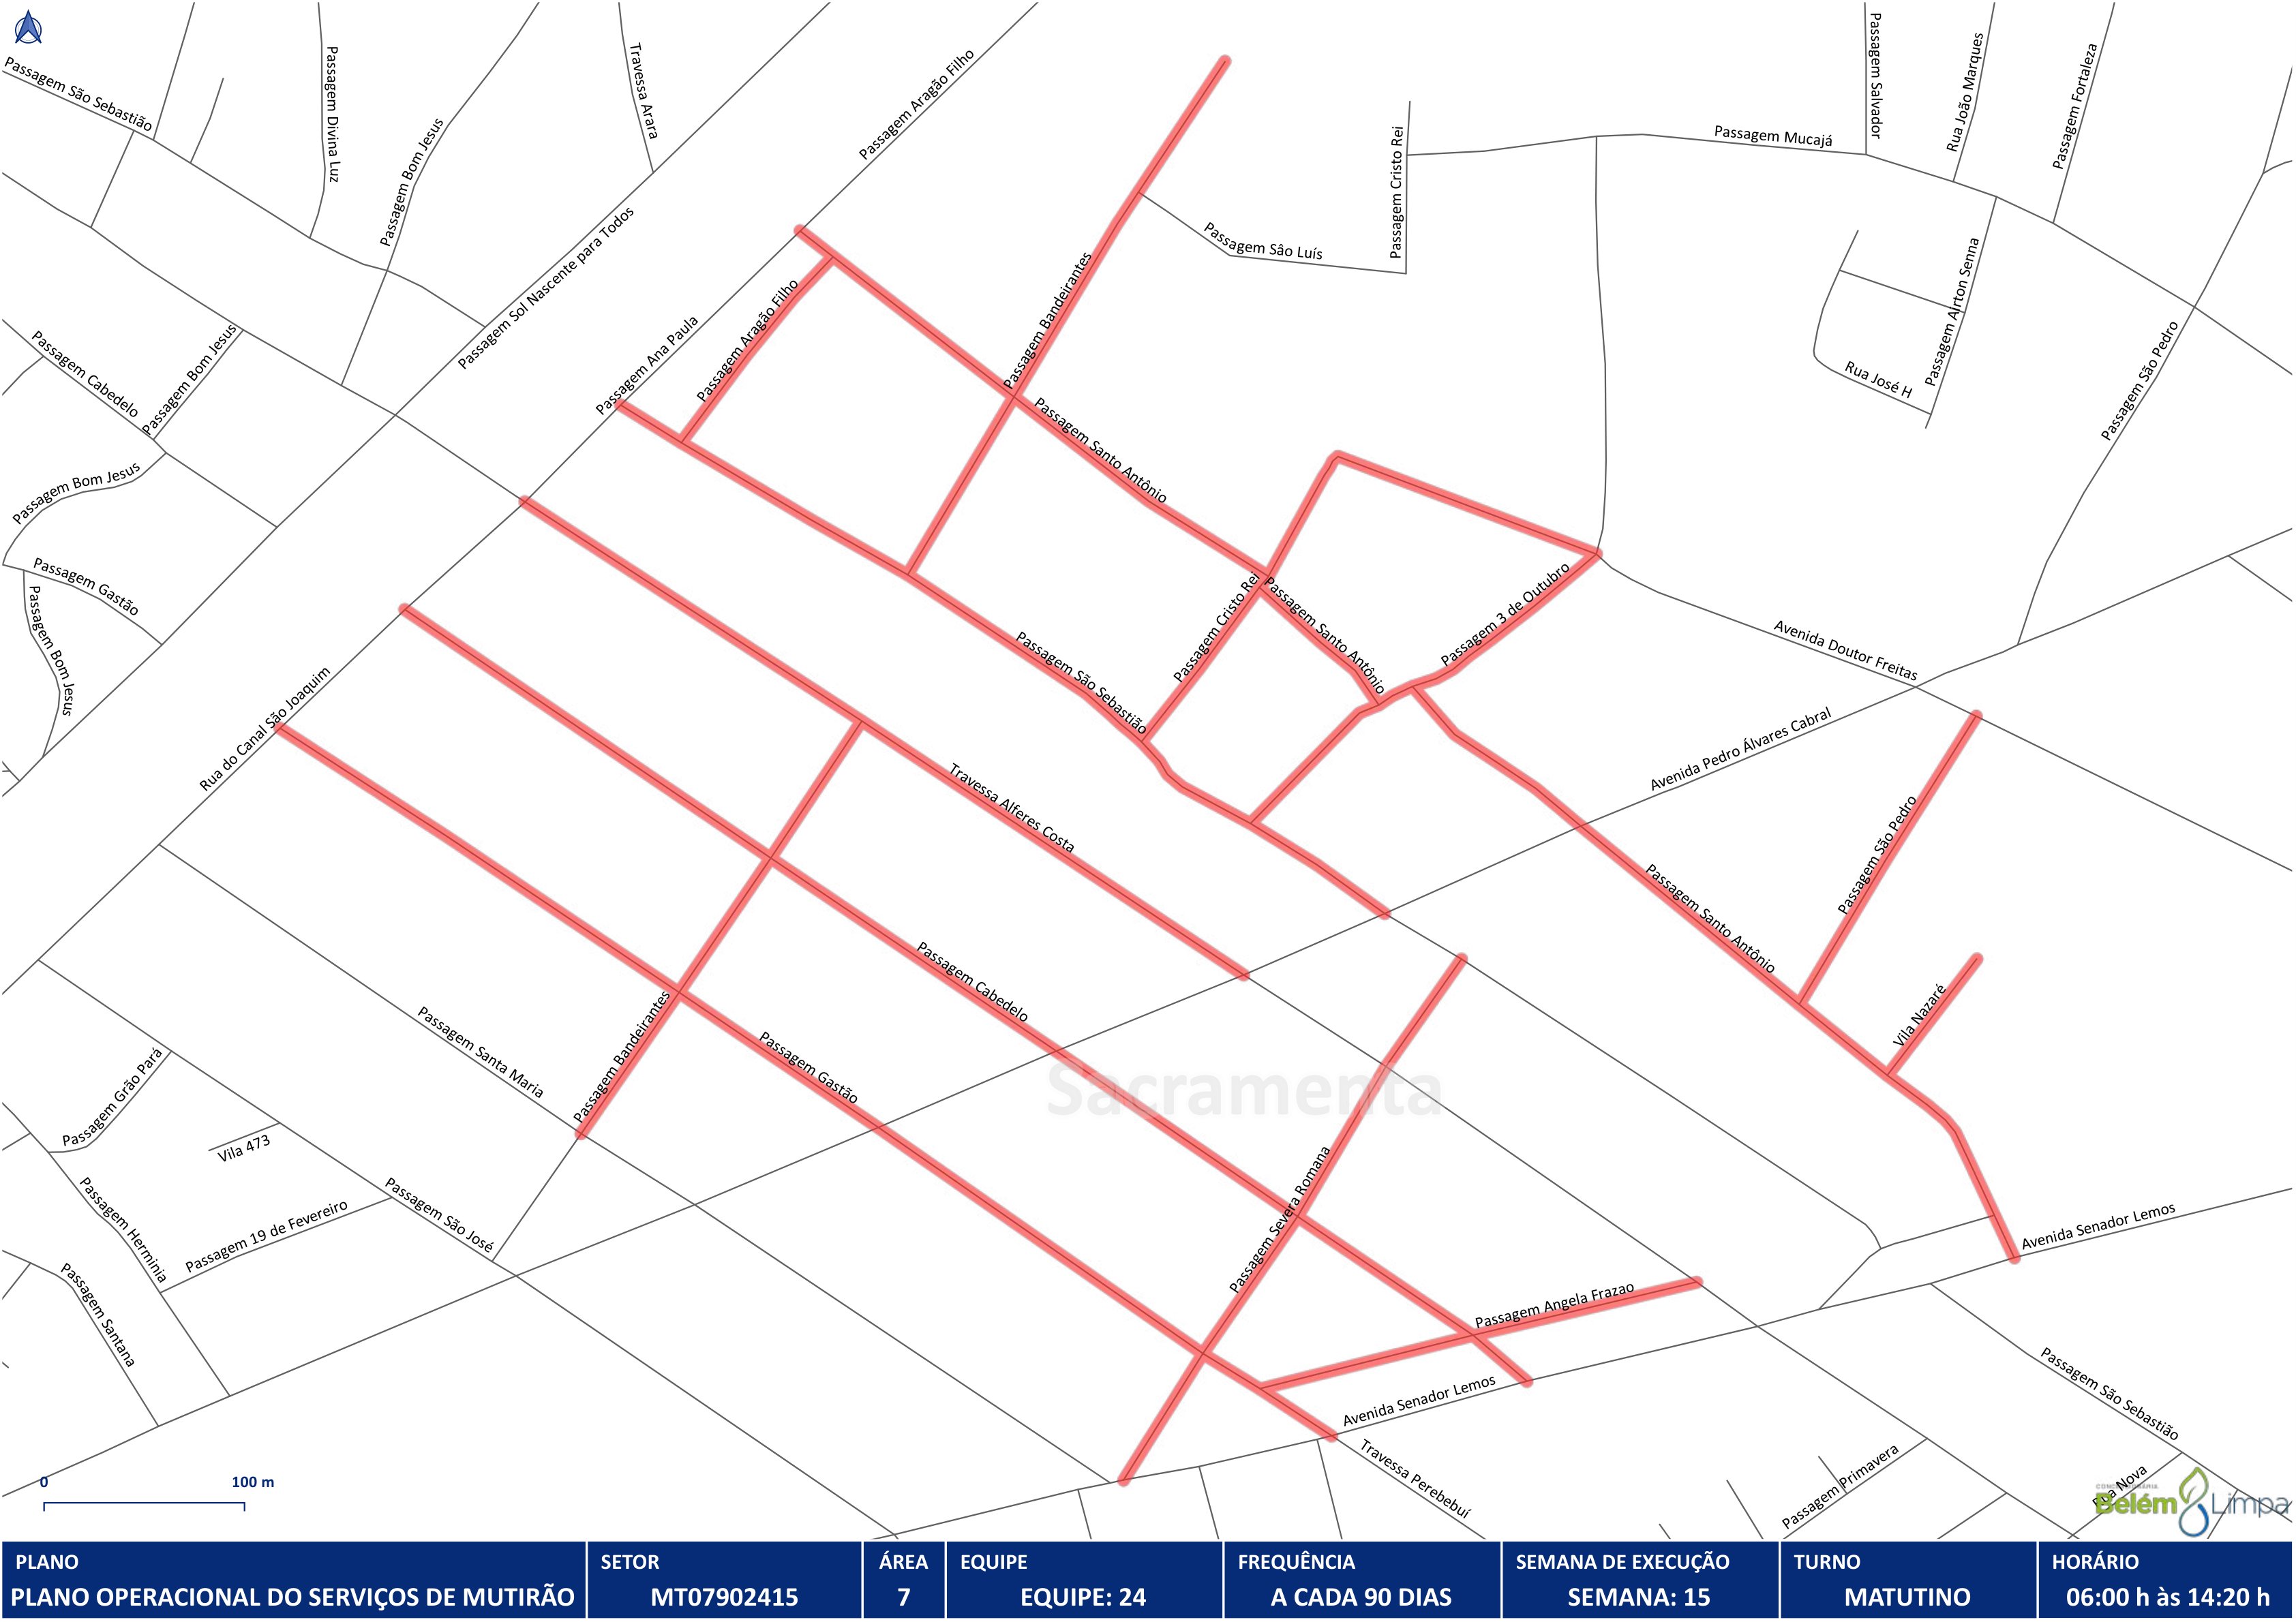 Passagem São Sebastião
Passagem Divina Luz
Passagem Bom Jesus
Travessa Arara
Passagem Aragão Filho
Passagem Salvador
Rua João Marques
Passagem Fortaleza
Passagem Mucajá
Passagem Cristo Rei
Passagem Sâo Luís
Passagem Sol Nascente para Todos
Passagem Bandeirantes
Passagem Aragão Filho
Passagem Ana Paula
Passagem Airton Senna
Rua José H
Passagem São Pedro
Passagem Cabedelo
Passagem Bom Jesus
Passagem Bom Jesus
Passagem Gastão
Passagem Bom Jesus
Passagem Santo Antônio
Passagem Cristo Rei
Passagem Santo Antônio
Passagem 3 de Outubro
Passagem São Sebastião
Avenida Doutor Freitas
Avenida Pedro Álvares Cabral
Rua do Canal São Joaquim
Travessa Alferes Costa
Passagem São Pedro
Passagem Santo Antônio
Vila Nazaré
Passagem Cabedelo
Passagem Santa Maria
Passagem Bandeirantes
Passagem Gastão
Sacramenta
Passagem Grão Pará
Vila 473
Passagem Herminia
Passagem 19 de Fevereiro
Passagem São José
Passagem Santana
Passagem Severa Romana
Passagem Angela Frazao
Avenida Senador Lemos
Avenida Senador Lemos
Travessa Perebebuí
Passagem São Sebastião
Passagem Primavera
Rua Nova
0 100 m
CONCESSIONÁRIA
Belém Limpa
PLANO SETOR ÁREA EQUIPE FREQUÊNCIA SEMANA DE EXECUÇÃO TURNO HORÁRIO
PLANO OPERACIONAL DO SERVIÇOS DE MUTIRÃO MT07902415 7 EQUIPE: 24 A CADA 90 DIAS SEMANA: 15 MATUTINO 06:00 h às 14:20 h